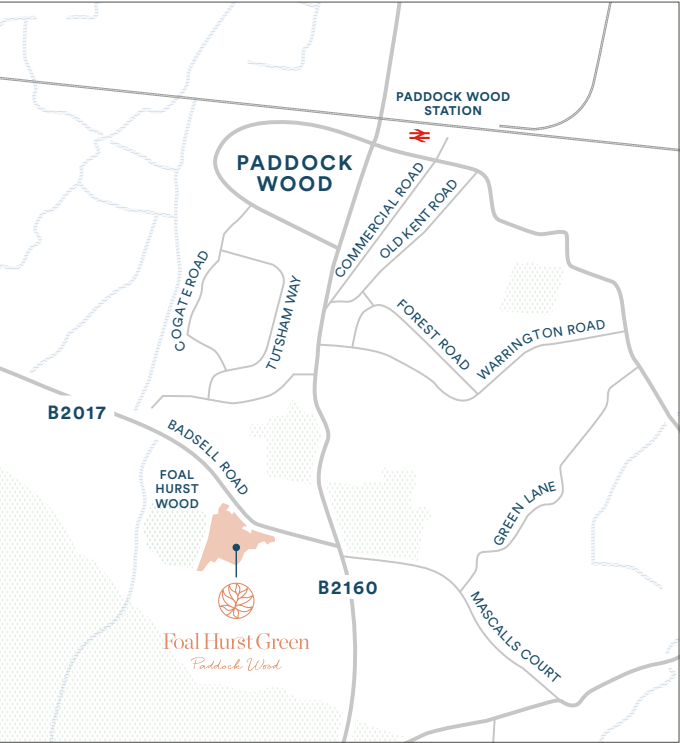 PADDOCK WOOD
STATION
PADDOCK
WOOD
COMMERCIAL ROAD
OLD KENT ROAD
COOGATE ROAD
TUTSHAM WAY
FOREST ROAD
WARRINGTON ROAD
B2017
BADSELL ROAD
FOAL
HURST
WOOD
GREEN LANE
B2160
MASCALLS COURT
Foal Hurst Green
Paddock Wood